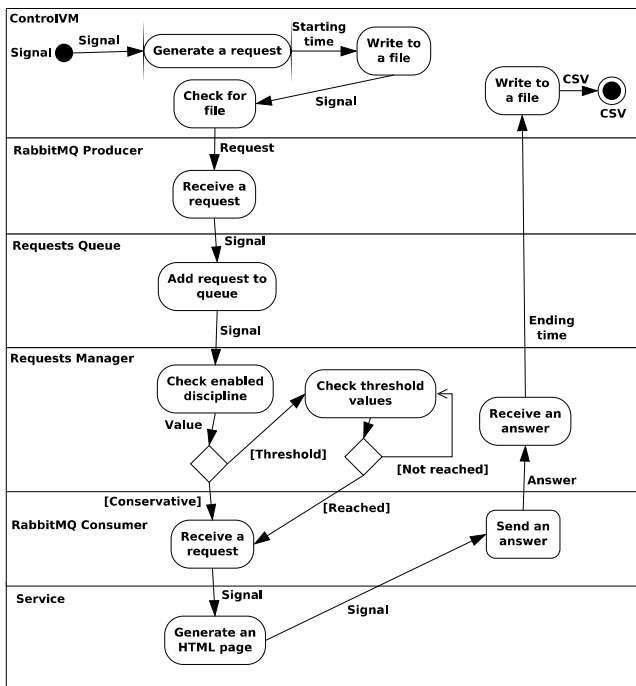 ControlVM
Signal
Signal
Generate a request
Starting
time
Write to
a file
Signal
Check for
file
Write to
a file
CSV
CSV
Request
RabbitMQ Producer
Receive a
request
Signal
Requests Queue
Add request to
queue
Signal
Ending
time
Requests Manager
Check enabled
discipline
Check threshold
values
Value
[Threshold]
[Not reached]
Receive an
answer
Answer
[Conservative]
[Reached]
RabbitMQ Consumer
Receive a
request
Send an
answer
Signal
Signal
Service
Generate an
HTML page